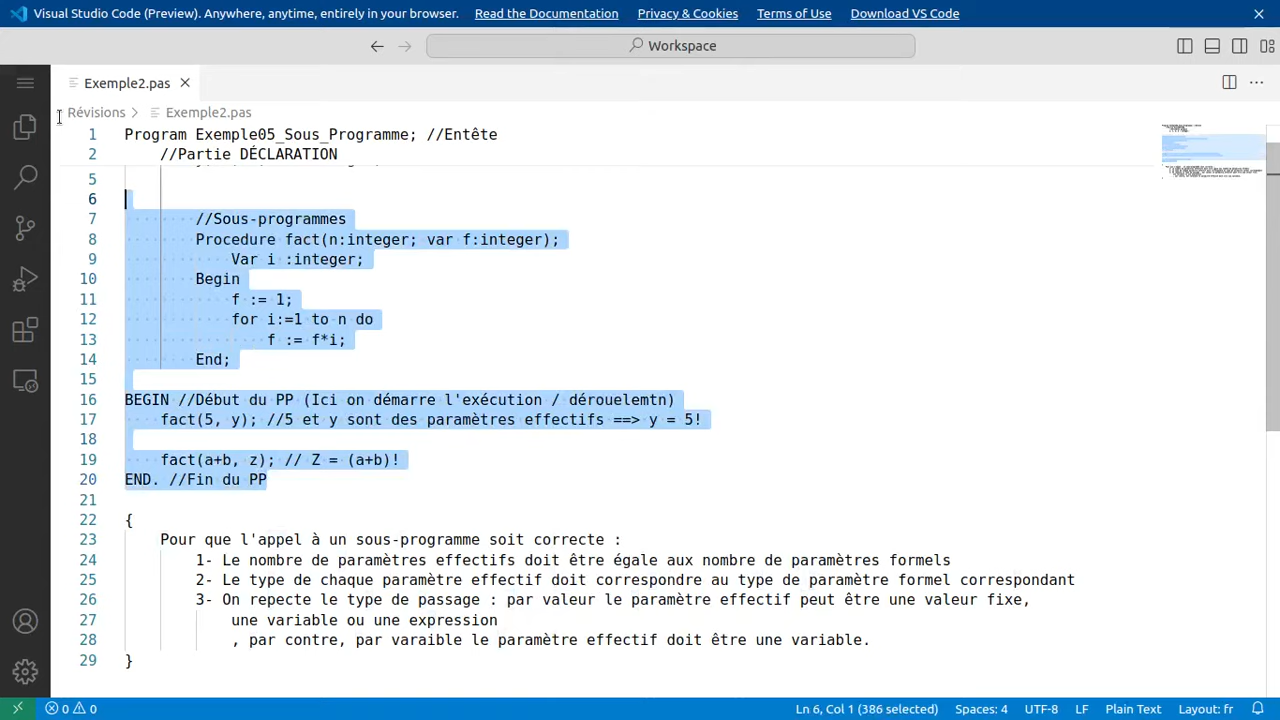 Visual Studio Code (Preview). Anywhere, anytime, entirely in your browser. Read the Documentation Privacy & Cookies Terms of Use Download VS Code
Workspace
Exemple2.pas
Révisions > Exemple2.pas
1 Program Exemple05_Sous_Programme; //Entête
2 //Partie DÉCLARATION
5
6
7 //Sous-programmes
8 Procedure fact(n:integer; var f:integer);
9 Var i :integer;
10 Begin
11 f := 1;
12 for i:=1 to n do
13 f := f*i;
14 End;
15
16 BEGIN //Début du PP (Ici on démarre l'exécution / dérouelemtn)
17 fact(5, y); //5 et y sont des paramètres effectifs ==> y = 5!
18
19 fact(a+b, z); // Z = (a+b)!
20 END. //Fin du PP
21
22 {
23 Pour que l'appel à un sous-programme soit correcte :
24 1- Le nombre de paramètres effectifs doit être égale aux nombre de paramètres formels
25 2- Le type de chaque paramètre effectif doit correspondre au type de paramètre formel correspondant
26 3- On repecte le type de passage : par valeur le paramètre effectif peut être une valeur fixe,
27 une variable ou une expression
28 , par contre, par varaible le paramètre effectif doit être une variable.
29 }
0 0 Ln 6, Col 1 (386 selected) Spaces: 4 UTF-8 LF Plain Text Layout: fr